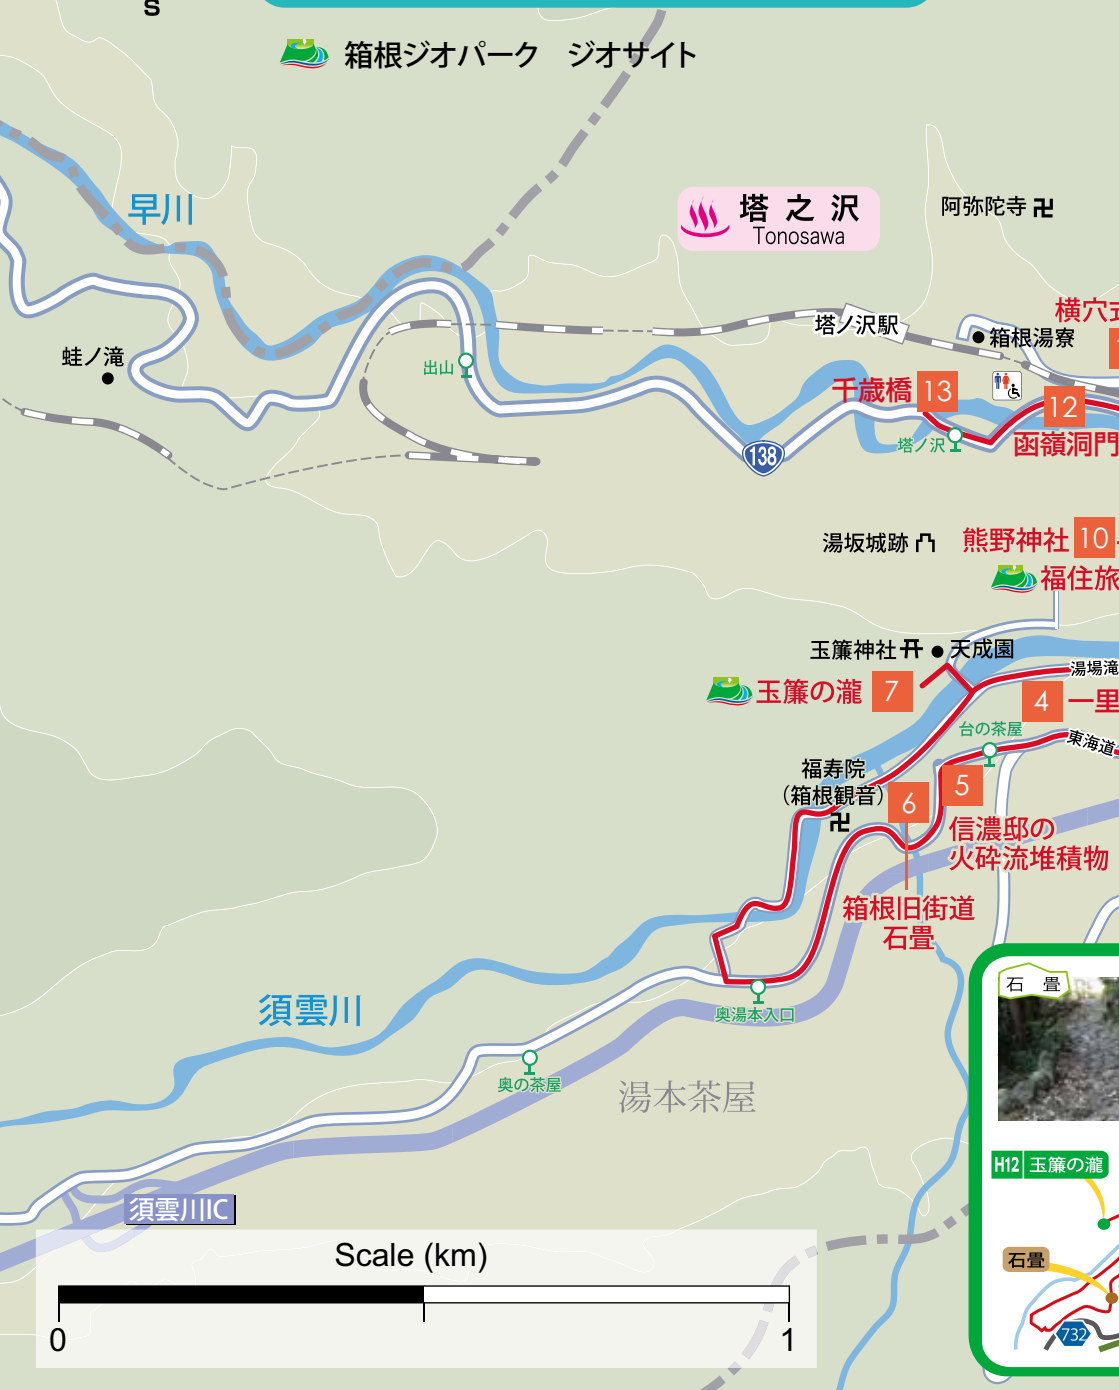 S
箱根ジオパーク　ジオサイト
早川
塔之沢
Tonosawa
阿弥陀寺
横穴式
塔ノ沢駅
箱根湯寮
蛙ノ滝
出山
千歳橋 13
12
函嶺洞門
塔ノ沢
138
湯坂城跡
熊野神社 10
福住旅
玉簾神社
天成園
湯場滝
玉簾の瀧 7
4 一里
台の茶屋
東海道
福寿院
(箱根観音)
6
5
信濃邸の
火砕流堆積物
箱根旧街道
石畳
石　畳
須雲川
奥湯本入口
奥の茶屋
湯本茶屋
H12 玉簾の瀧
須雲川IC
石畳
732
Scale (km)
0
1